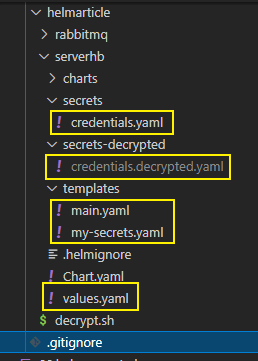 helmarticle
rabbitmq
serverhb
charts
secrets
! credentials.yaml
secrets-decrypted
! credentials.decrypted.yaml
templates
! main.yaml
! my-secrets.yaml
.helmignore
! Chart.yaml
! values.yaml
$ decrypt.sh
.gitignore